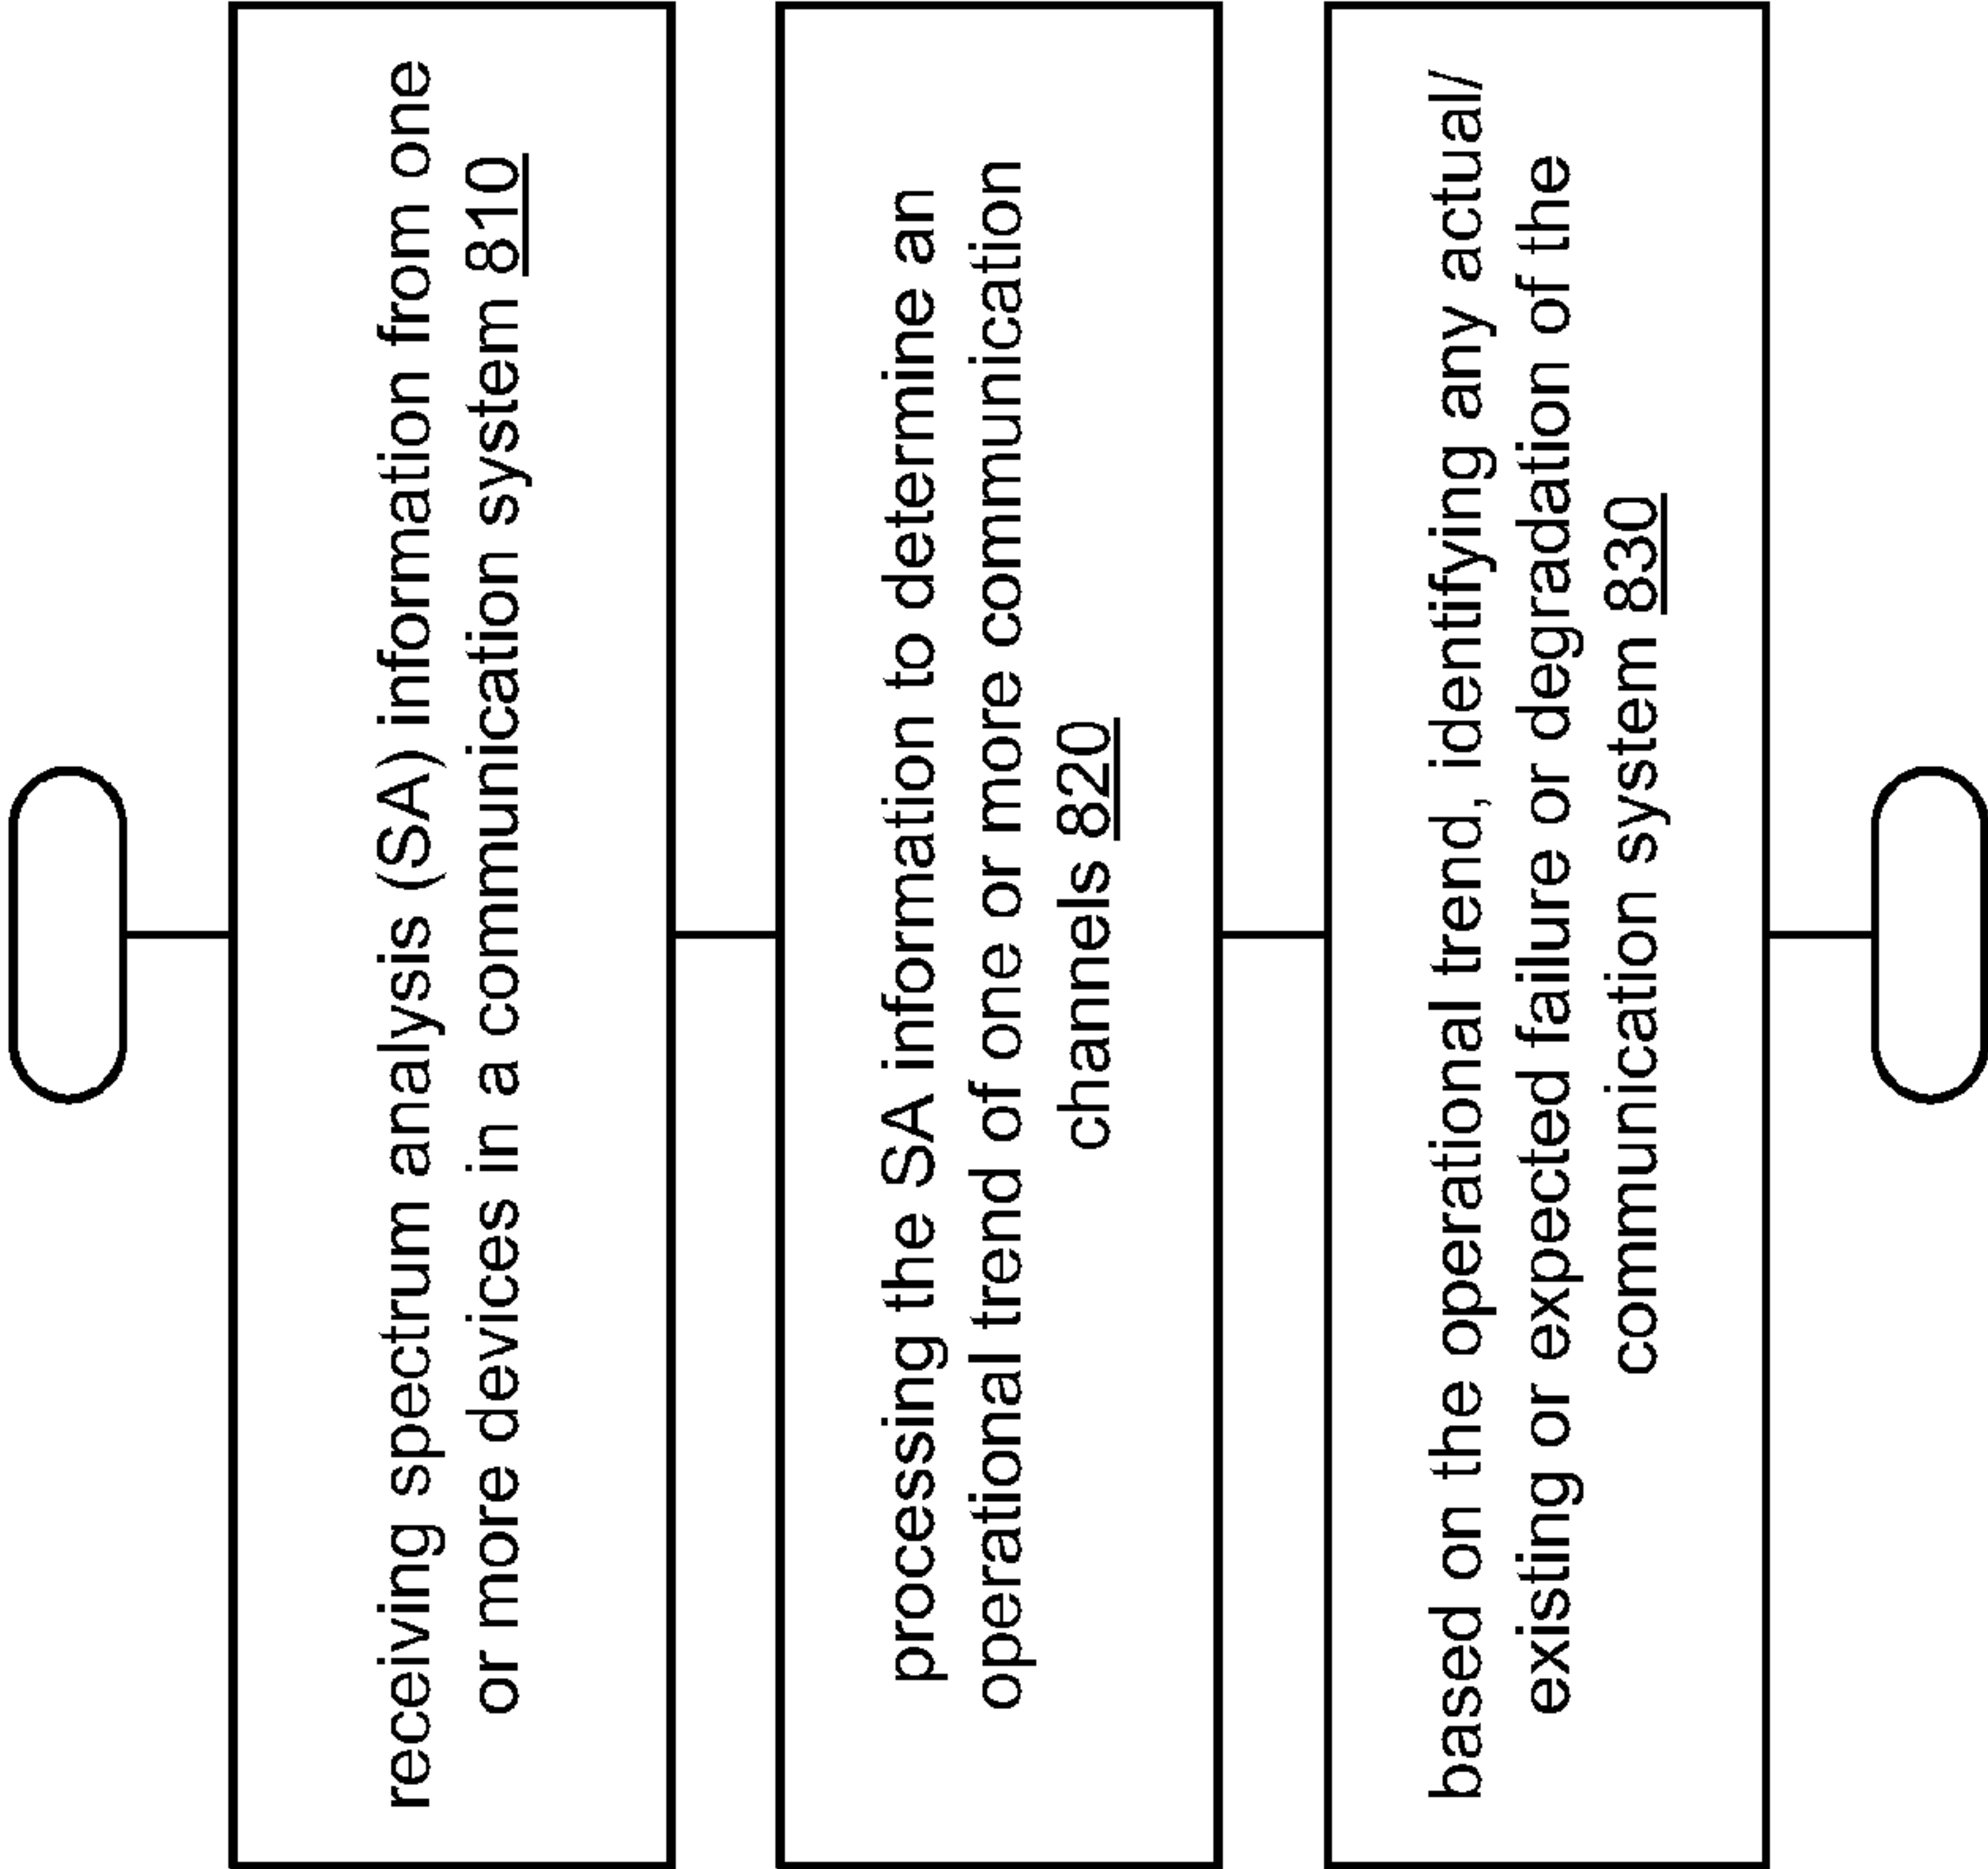 receiving spectrum analysis (SA) information from one
or more devices in a communication system 810
processing the SA information to determine an
operational trend of one or more communication
channels 820
based on the operational trend, identifying any actual/
existing or expected failure or degradation of the
communication system 830